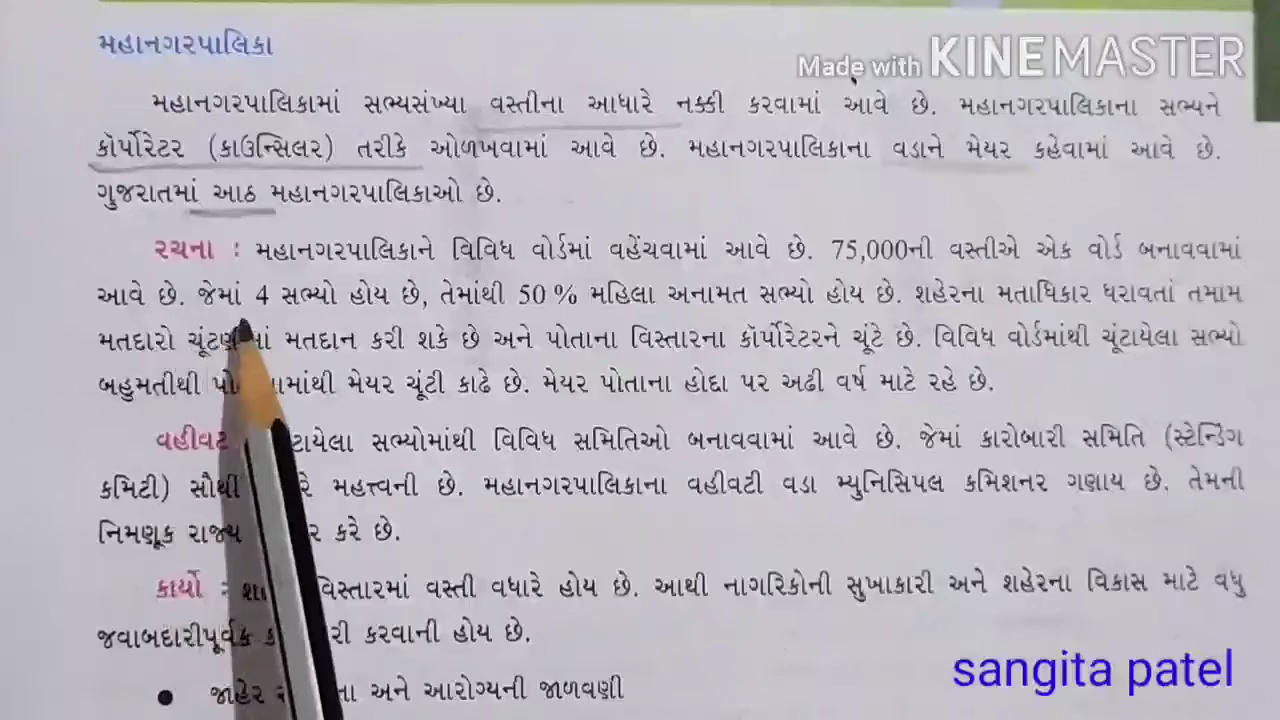 મહાનગરપાલિકા
Made with KINEMASTER
મહાનગરપાલિકામાં સભ્યસંખ્યા વસ્તીના આધારે નક્કી કરવામાં આવે છે. મહાનગરપાલિકાના સભ્યને
કૉર્પોરેટર (કાઉન્સિલર) તરીકે ઓળખવામાં આવે છે. મહાનગરપાલિકાના વડાને મેયર કહેવામાં આવે છે.
ગુજરાતમાં આઠ મહાનગરપાલિકાઓ છે.
રચના : મહાનગરપાલિકાને વિવિધ વોર્ડમાં વહેંચવામાં આવે છે. 75,000ની વસ્તીએ એક વોર્ડ બનાવવામાં
આવે છે. જેમાં 4 સભ્યો હોય છે, તેમાંથી 50 % મહિલા અનામત સભ્યો હોય છે. શહેરના મતાધિકાર ધરાવતાં તમામ
મતદારો મતદાન કરી શકે છે અને પોતાના વિસ્તારના કૉર્પોરેટરને ચૂંટે છે. વિવિધ વોર્ડમાંથી ચૂંટાયેલા સભ્યો
બહુમતીથી મેયર ચૂંટી કાઢે છે. મેયર પોતાના હોદ્દા પર અઢી વર્ષ માટે રહે છે.
વહીવટ સભ્યોમાંથી વિવિધ સમિતિઓ બનાવવામાં આવે છે. જેમાં કારોબારી સમિતિ (સ્ટેન્ડિંગ
કમિટી) સૌથી મહત્ત્વની છે. મહાનગરપાલિકાના વહીવટી વડા મ્યુનિસિપલ કમિશનર ગણાય છે. તેમની
નિમણૂક રાજ્ય કરે છે.
કાર્યો : વિસ્તારમાં વસ્તી વધારે હોય છે. આથી નાગરિકોની સુખાકારી અને શહેરના વિકાસ માટે વધુ
જવાબદારીપૂર્વક કરવાની હોય છે.
● જાહેર અને આરોગ્યની જાળવણી
sangita patel